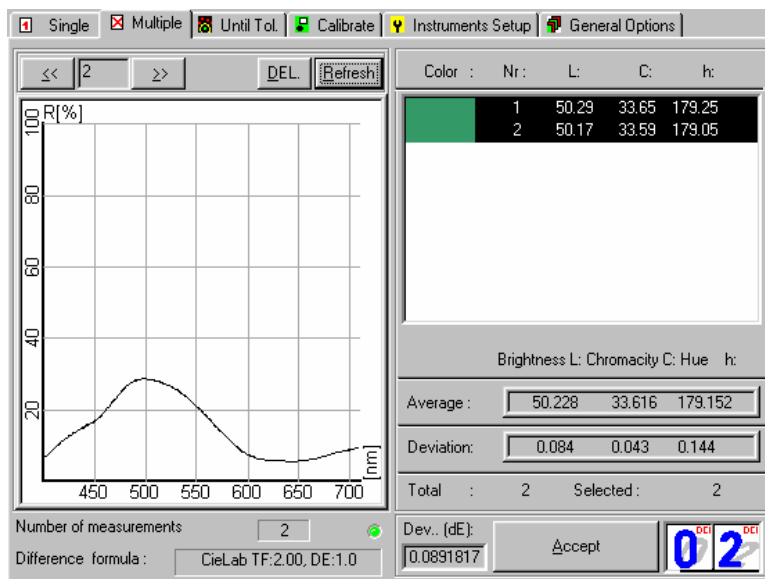 1 Single Multiple Until Tol. Calibrate Instruments Setup General Options
<< 2 >> DEL. Refresh
R[%]
100
80
60
40
20
450 500 550 600 650 700
[nm]
Number of measurements 2
Difference formula : CieLab TF:2.00, DE:1.0
Color : Nr : L: C: h:
1 50.29 33.65 179.25
2 50.17 33.59 179.05
Brightness L: Chromacity C: Hue h:
Average : 50.228 33.616 179.152
Deviation: 0.084 0.043 0.144
Total : 2 Selected : 2
Dev.. (dE):
0.0891817
Accept
DEI DEI
0 2